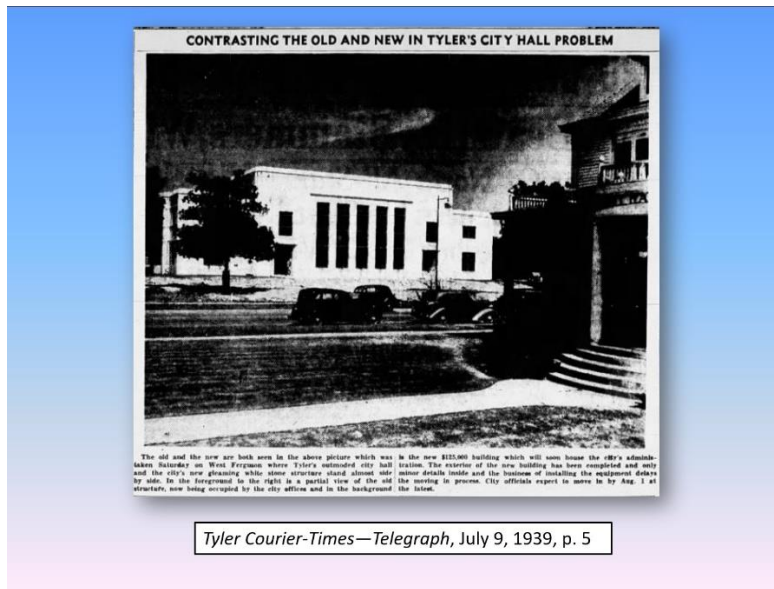 CONTRASTING THE OLD AND NEW IN TYLER'S CITY HALL PROBLEM
The old and the new are both seen in the above picture which was
taken Saturday on West Ferguson where Tyler's outmoded city hall
and the city's new gleaming white stone structure stand almost side
by side. In the foreground to the right is a partial view of the old
structure, now being occupied by the city offices and in the background
is the new $125,000 building which will soon house the city's adminis-
tration. The exterior of the new building has been completed and only
minor details inside and the business of installing the equipment delays
the moving in process. City officials expect to move in by Aug. 1 at
the latest.
Tyler Courier-Times—Telegraph, July 9, 1939, p. 5